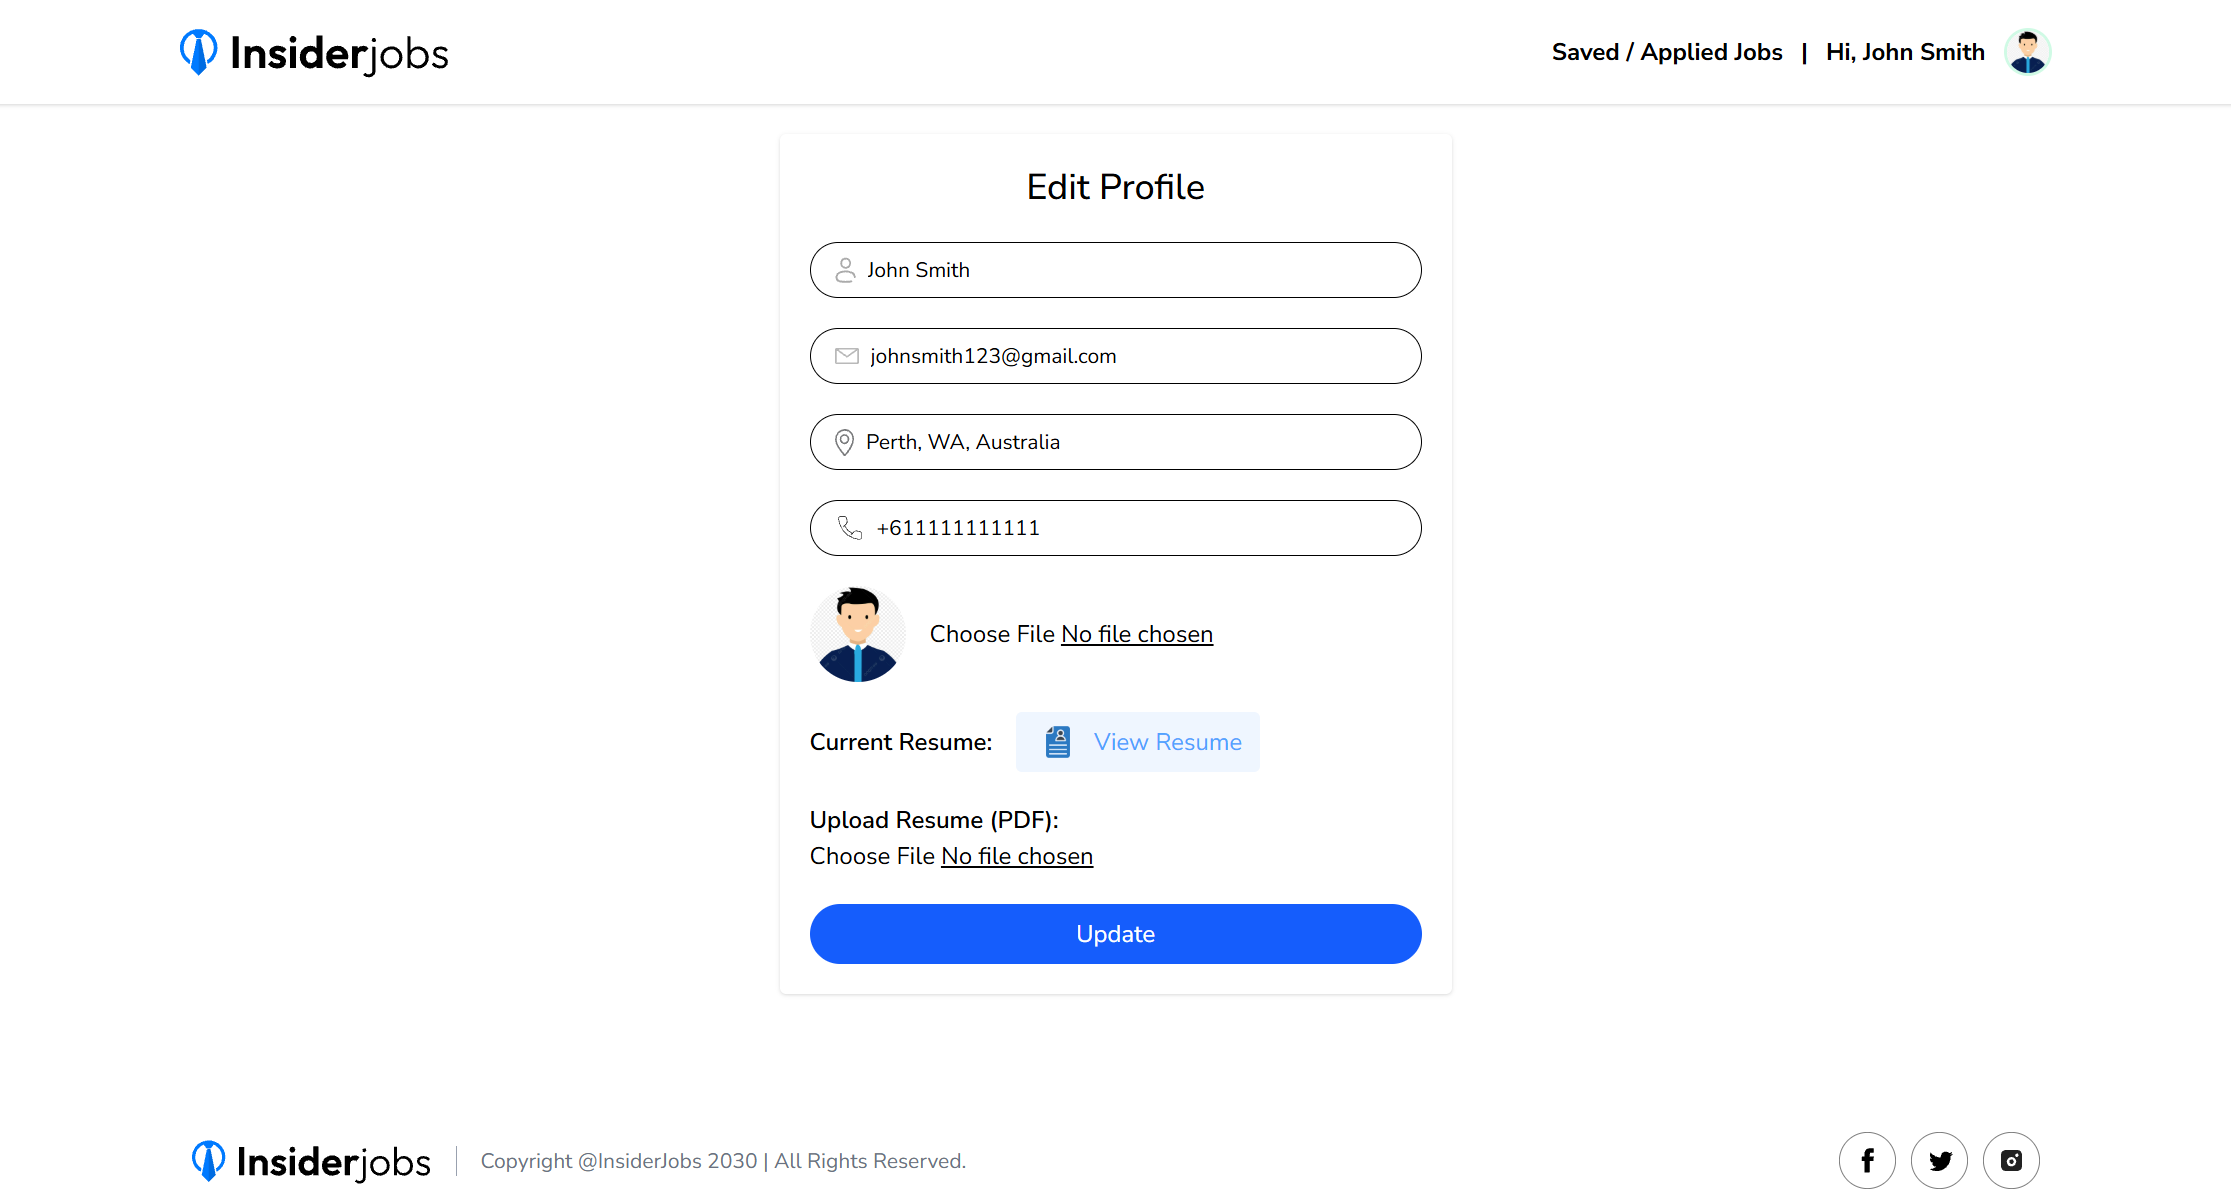 Insiderjobs
Saved / Applied Jobs | Hi, John Smith
Edit Profile
John Smith
johnsmith123@gmail.com
Perth, WA, Australia
+611111111111
Choose File No file chosen
Current Resume: View Resume
Upload Resume (PDF):
Choose File No file chosen
Update
Insiderjobs | Copyright @InsiderJobs 2030 | All Rights Reserved.